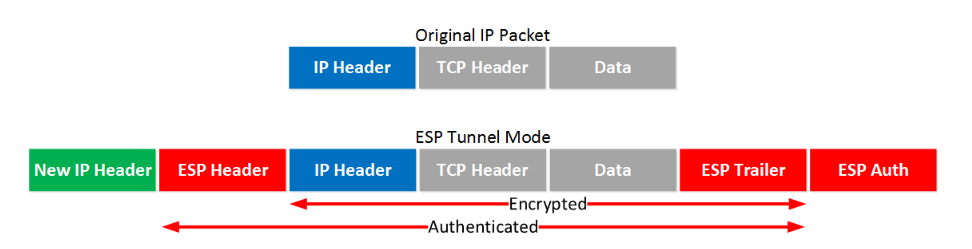 Original IP Packet
IP Header TCP Header Data
ESP Tunnel Mode
New IP Header ESP Header IP Header TCP Header Data ESP Trailer ESP Auth
Encrypted
Authenticated